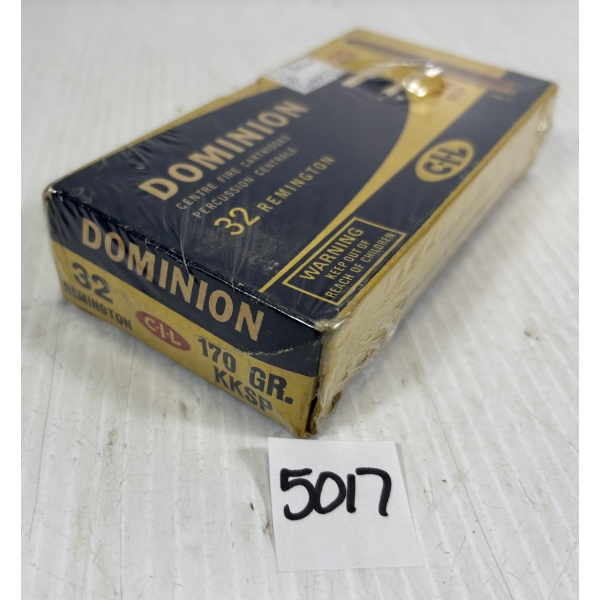 DOMINION
CENTRE FIRE CARTRIDGES
PERCUSSION CENTRALE
32 REMINGTON
C-I-L
WARNING
KEEP OUT OF
REACH OF CHILDREN
DOMINION
32
REMINGTON
C-I-L
170 GR.
KKSP
5017